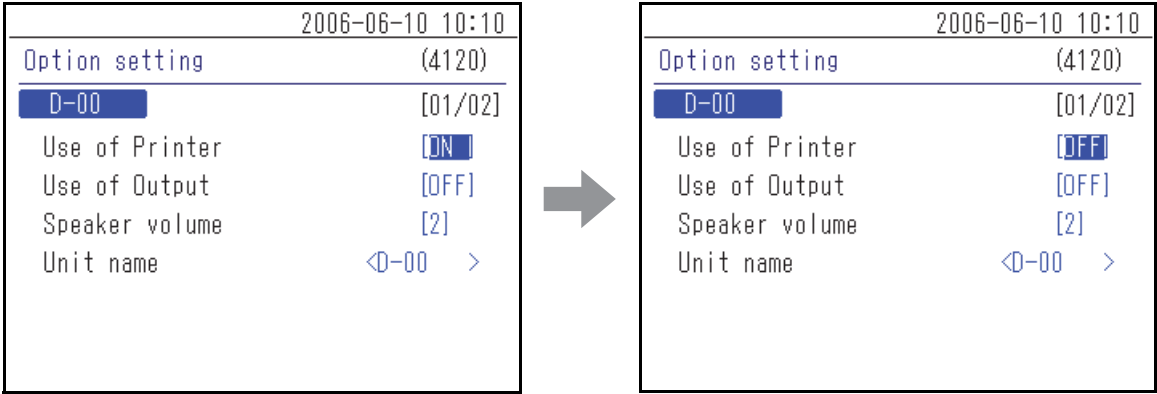 2006-06-10 10:10
Option setting (4120)
D-00 [01/02]
Use of Printer [ON ]
Use of Output [OFF]
Speaker volume [2]
Unit name <D-00 >
2006-06-10 10:10
Option setting (4120)
D-00 [01/02]
Use of Printer [OFF]
Use of Output [OFF]
Speaker volume [2]
Unit name <D-00 >